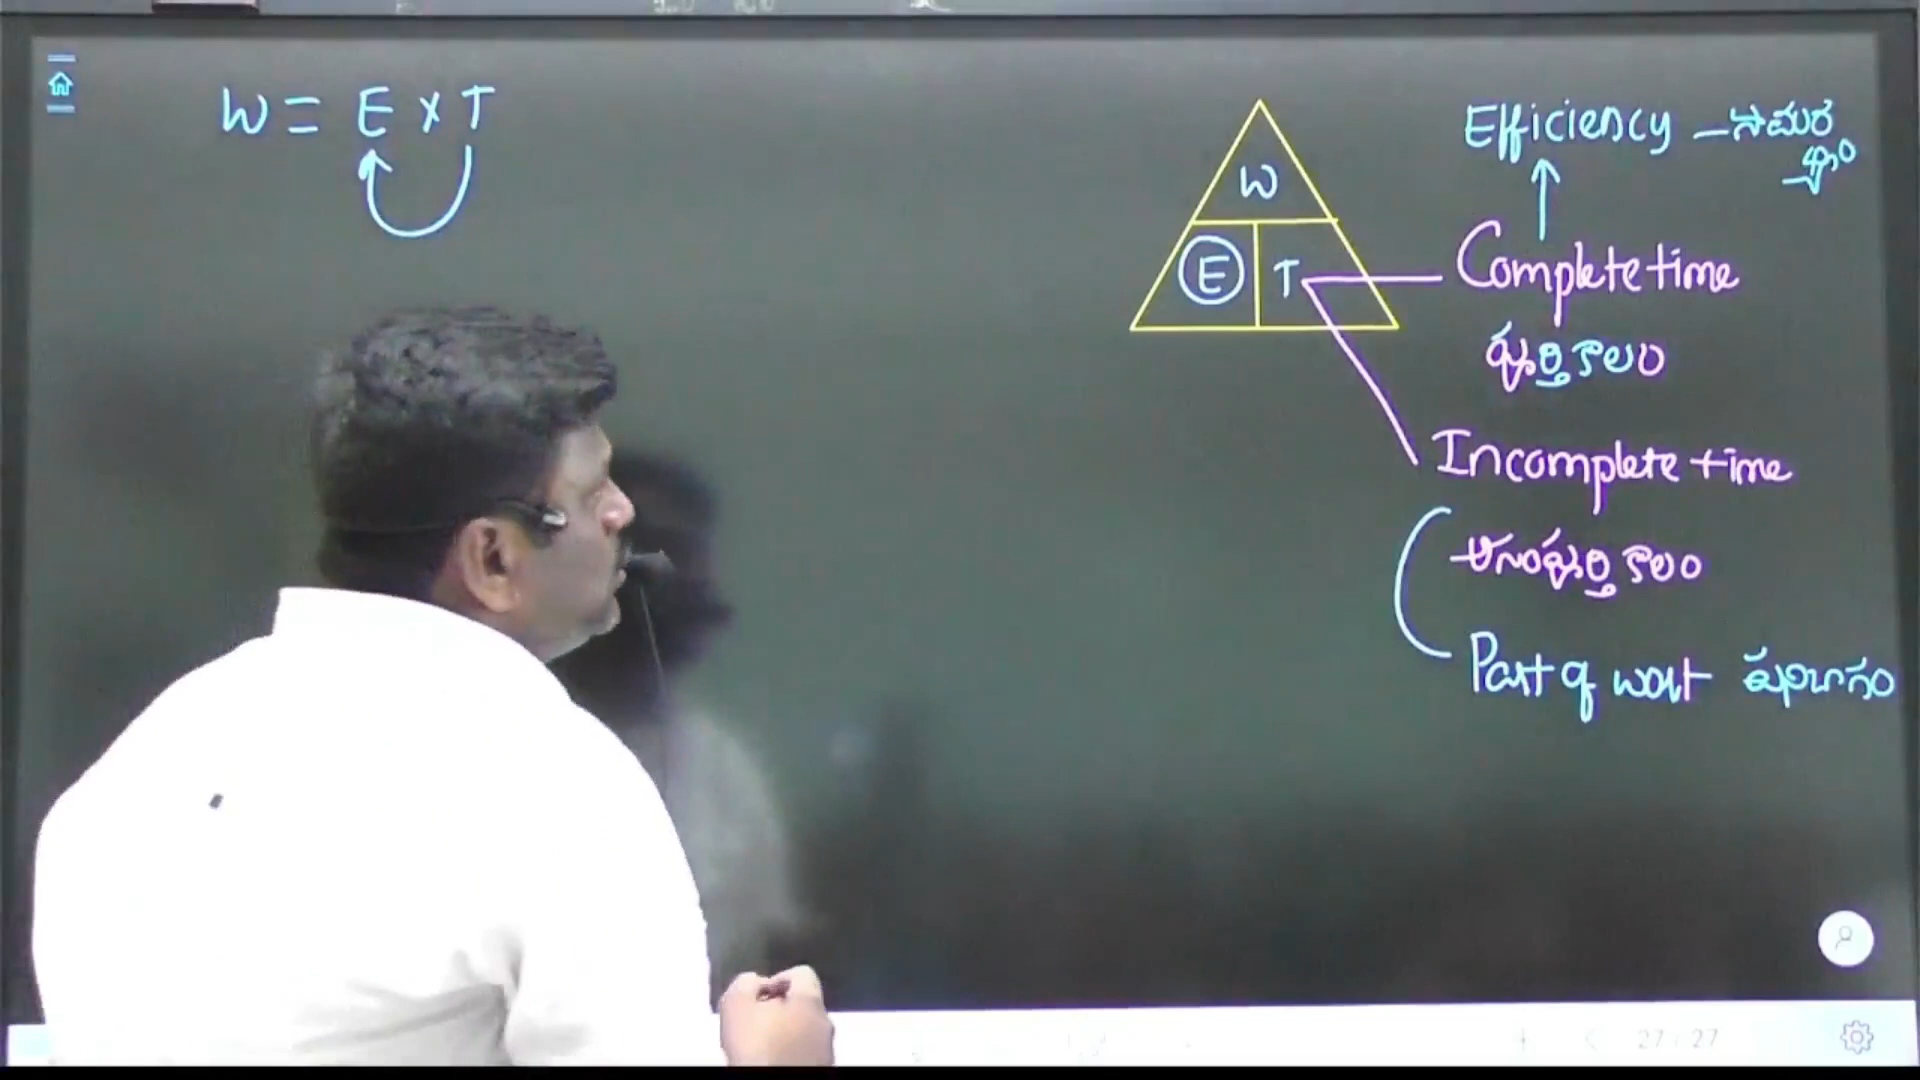 W = E × T
W
E T
Efficiency – సామర్థ్యం
Complete time
పూర్తి కాలం
Incomplete time
అసంపూర్తి కాలం
Part of work పనిభాగం
27 / 27